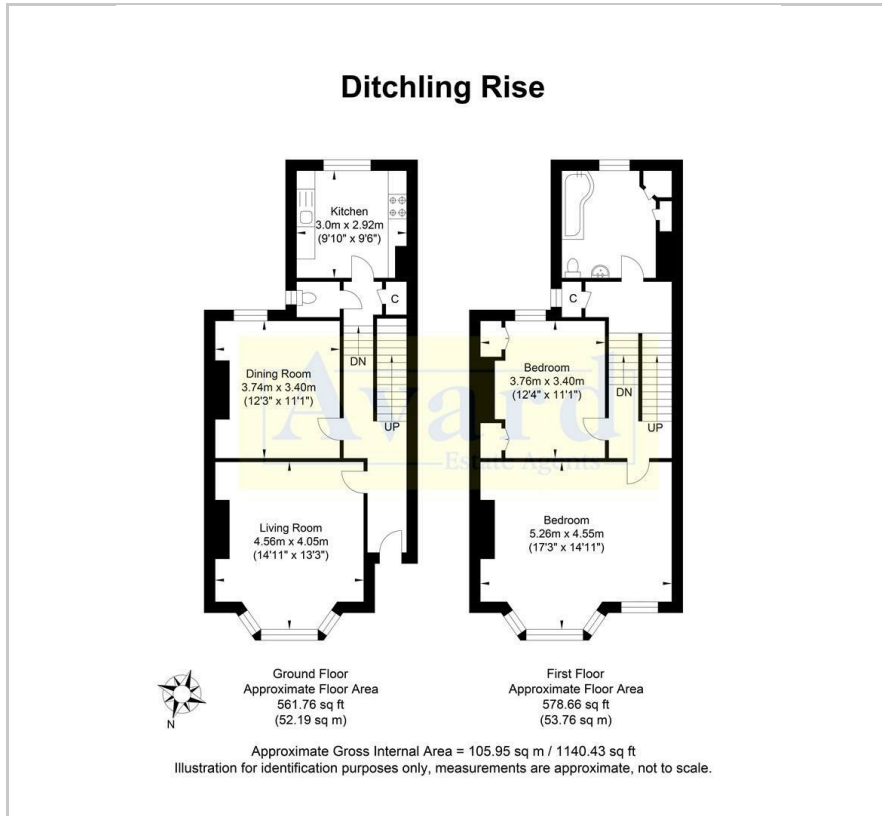 Ditchling Rise
Kitchen
3.0m x 2.92m
(9'10" x 9'6")
C
DN
UP
Dining Room
3.74m x 3.40m
(12'3" x 11'1")
Living Room
4.56m x 4.05m
(14'11" x 13'3")
C
Bedroom
3.76m x 3.40m
(12'4" x 11'1")
DN
UP
Bedroom
5.26m x 4.55m
(17'3" x 14'11")
Avard
Estate Agents
N
Ground Floor
Approximate Floor Area
561.76 sq ft
(52.19 sq m)
First Floor
Approximate Floor Area
578.66 sq ft
(53.76 sq m)
Approximate Gross Internal Area = 105.95 sq m / 1140.43 sq ft
Illustration for identification purposes only, measurements are approximate, not to scale.